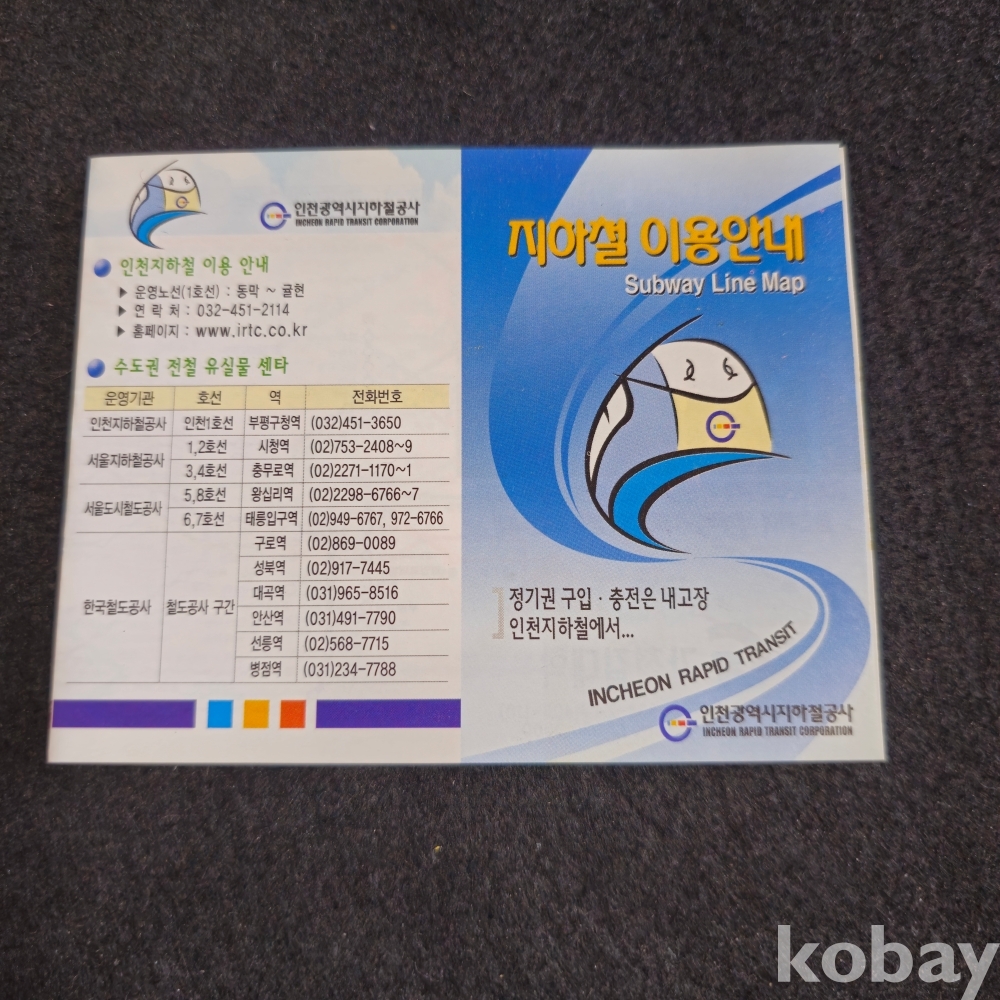 인천광역시지하철공사
INCHEON RAPID TRANSIT CORPORATION
인천지하철 이용 안내
▶ 운영노선(1호선) : 동막 ~ 귤현
▶ 연 락 처 : 032-451-2114
▶ 홈페이지 : www.irtc.co.kr
수도권 전철 유실물 센타
운영기관 호선 역 전화번호
인천지하철공사 인천1호선 부평구청역 (032)451-3650
서울지하철공사 1,2호선 시청역 (02)753-2408~9
3,4호선 충무로역 (02)2271-1170~1
서울도시철도공사 5,8호선 왕십리역 (02)2298-6766~7
6,7호선 태릉입구역 (02)949-6767, 972-6766
한국철도공사 철도공사 구간 구로역 (02)869-0089
성북역 (02)917-7445
대곡역 (031)965-8516
안산역 (031)491-7790
선릉역 (02)568-7715
병점역 (031)234-7788
지하철 이용안내
Subway Line Map
정기권 구입 · 충전은 내고장
인천지하철에서...
INCHEON RAPID TRANSIT
인천광역시지하철공사
INCHEON RAPID TRANSIT CORPORATION
kobay